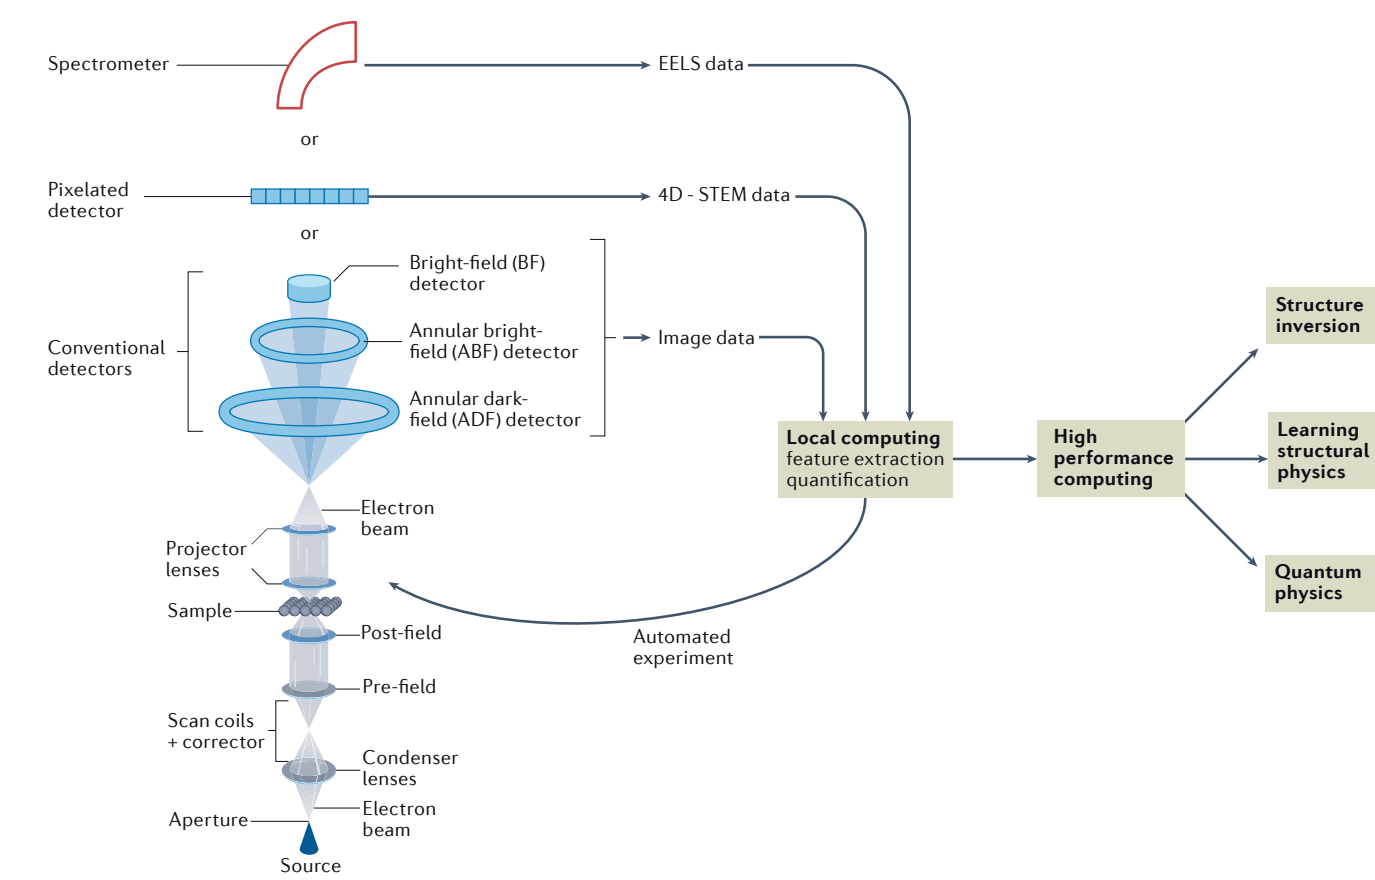 Spectrometer
EELS data
or
Pixelated
detector
4D - STEM data
or
Conventional
detectors
Bright-field (BF)
detector
Annular bright-
field (ABF) detector
Annular dark-
field (ADF) detector
Image data
Local computing
feature extraction
quantification
High
performance
computing
Structure
inversion
Learning
structural
physics
Quantum
physics
Automated
experiment
Electron
beam
Projector
lenses
Sample
Post-field
Pre-field
Scan coils
+ corrector
Condenser
lenses
Electron
beam
Aperture
Source